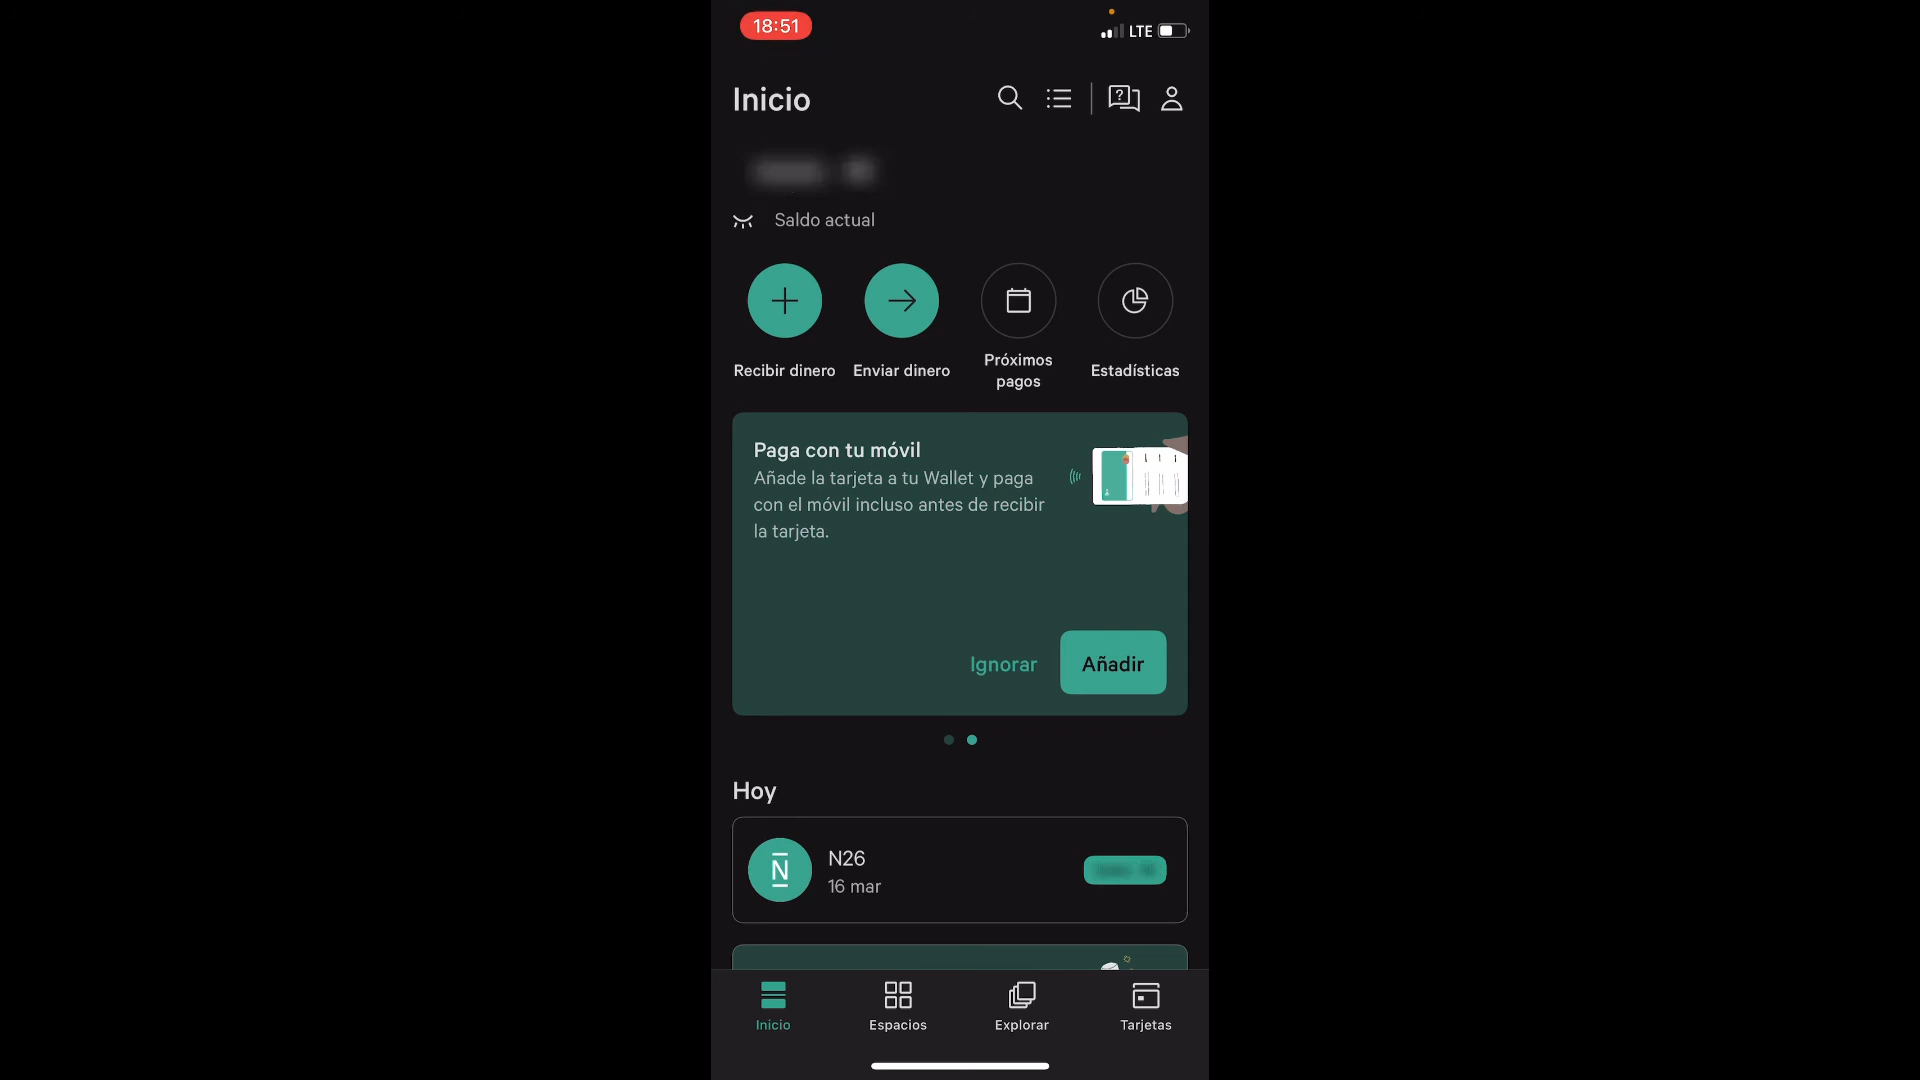 18:51
LTE
Inicio
Saldo actual
Recibir dinero
Enviar dinero
Próximos
pagos
Estadísticas
Paga con tu móvil
Añade la tarjeta a tu Wallet y paga
con el móvil incluso antes de recibir
la tarjeta.
Ignorar
Añadir
Hoy
N
N26
16 mar
Inicio
Espacios
Explorar
Tarjetas